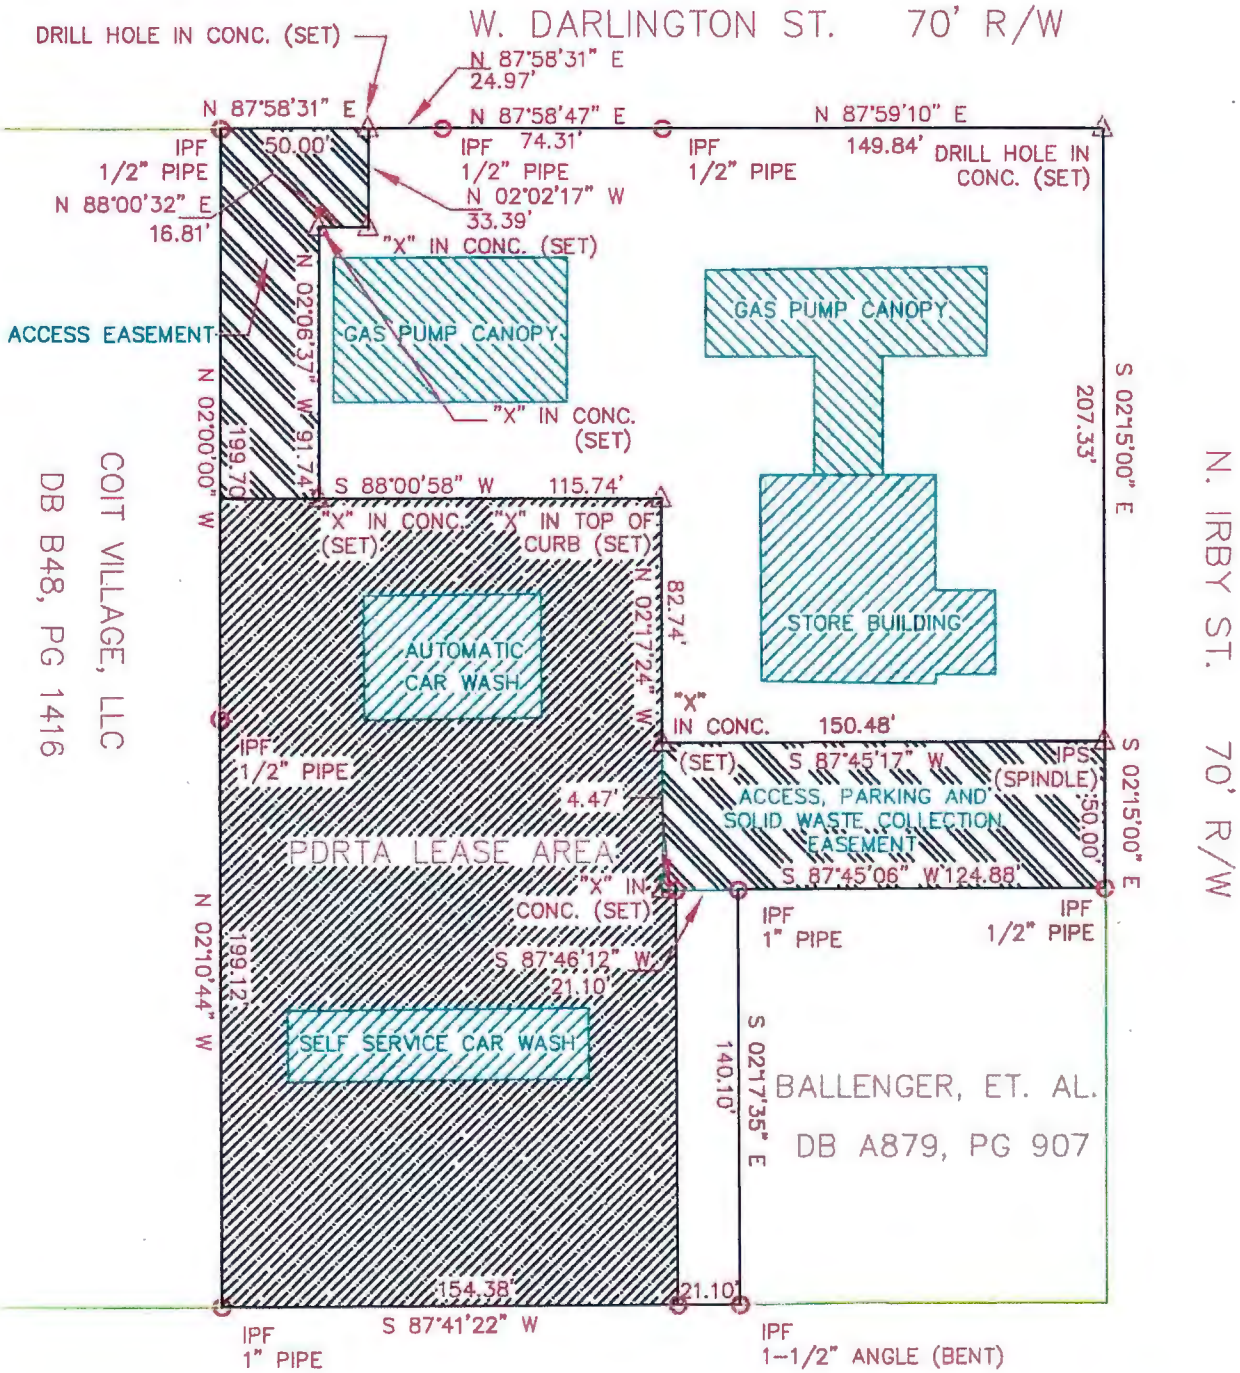 W. DARLINGTON ST. 70' R/W
DRILL HOLE IN CONC. (SET)
N 87°58'31" E
24.97'
N 87°58'31" E
N 87°58'47" E
N 87°59'10" E
50.00'
74.31'
149.84'
IPF
1/2" PIPE
IPF
1/2" PIPE
IPF
1/2" PIPE
DRILL HOLE IN
CONC. (SET)
N 88°00'32" E
16.81'
N 02°02'17" W
33.39'
"X" IN CONC. (SET)
ACCESS EASEMENT
N 02°06'37" W 91.74'
GAS PUMP CANOPY
GAS PUMP CANOPY
"X" IN CONC.
(SET)
S 02°15'00" E
207.33'
N. IRBY ST. 70' R/W
N 02°00'00" W
199.70'
COIT VILLAGE, LLC
DB B48, PG 1416
S 88°00'58" W 115.74'
"X" IN CONC.
(SET)
"X" IN TOP OF
CURB (SET)
N 02°17'24" W
82.74'
AUTOMATIC
CAR WASH
STORE BUILDING
"X"
IN CONC.
(SET)
150.48'
S 87°45'17" W
IPS
(SPINDLE)
S 02°15'00" E
50.00'
IPF
1/2" PIPE
4.47'
ACCESS, PARKING AND
SOLID WASTE COLLECTION
EASEMENT
PDRTA LEASE AREA
S 87°45'06" W 124.88'
"X" IN
CONC. (SET)
IPF
1" PIPE
IPF
1/2" PIPE
S 87°46'12" W
21.10'
N 02°10'44" W
199.12'
SELF SERVICE CAR WASH
S 02°17'35" E
140.10'
BALLENGER, ET. AL.
DB A879, PG 907
154.38'
21.10'
S 87°41'22" W
IPF
1" PIPE
IPF
1-1/2" ANGLE (BENT)